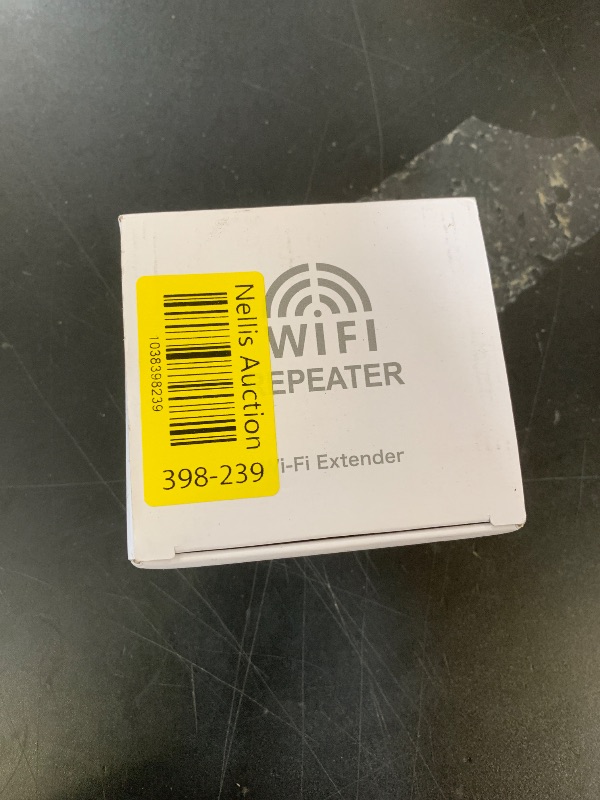 Nellis Auction
1038398239
398-239
WiFi
EPEATER
i-Fi Extender